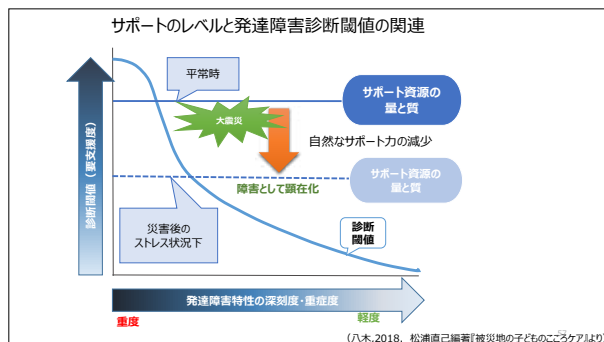 サポートのレベルと発達障害診断閾値の関連
平常時
サポート資源の
量と質
大震災
自然なサポート力の減少
診断閾値（要支援度）
サポート資源の
量と質
障害として顕在化
災害後の
ストレス状況下
診断
閾値
発達障害特性の深刻度・重症度
重度
軽度
53
(八木.2018. 松浦直己編著『被災地の子どものこころケア』より)